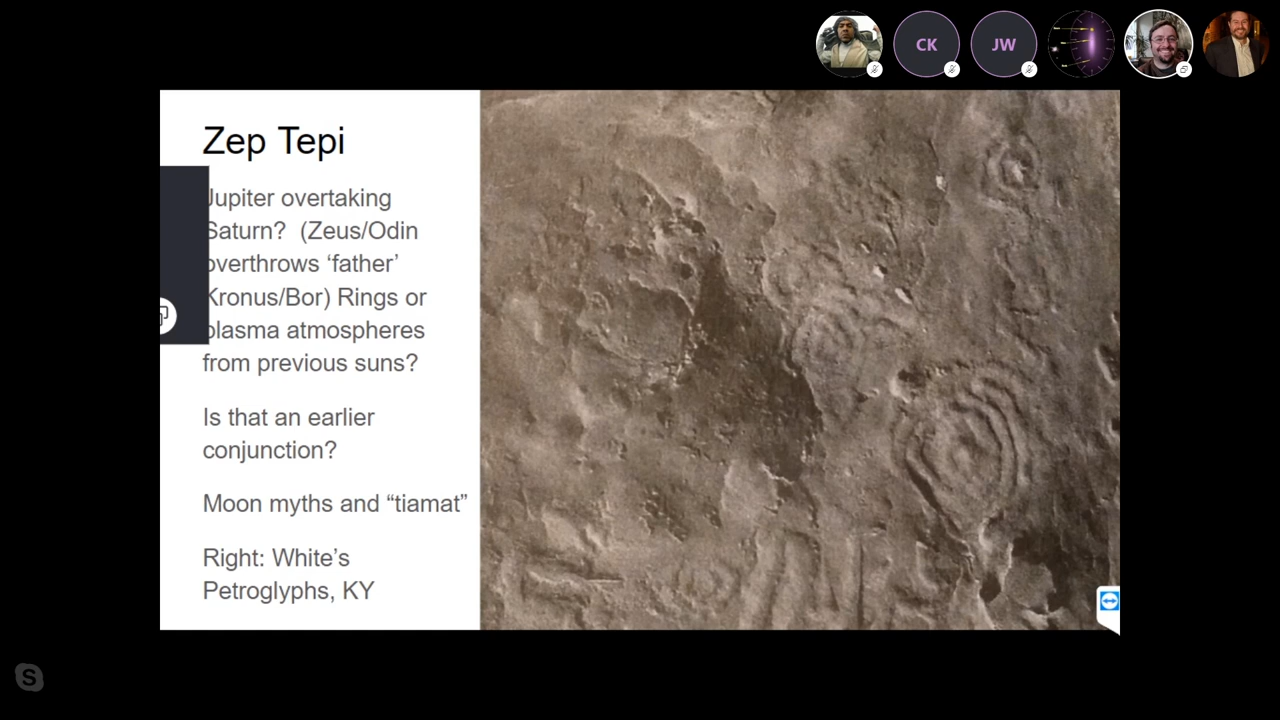 CK
JW
Zep Tepi
Jupiter overtaking
Saturn? (Zeus/Odin
overthrows ‘father’
Kronus/Bor) Rings or
plasma atmospheres
from previous suns?
Is that an earlier
conjunction?
Moon myths and “tiamat”
Right: White’s
Petroglyphs, KY
S